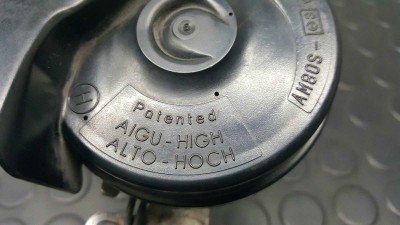 Patented
AIGU-HIGH
ALTO-HOCH
AM80S-